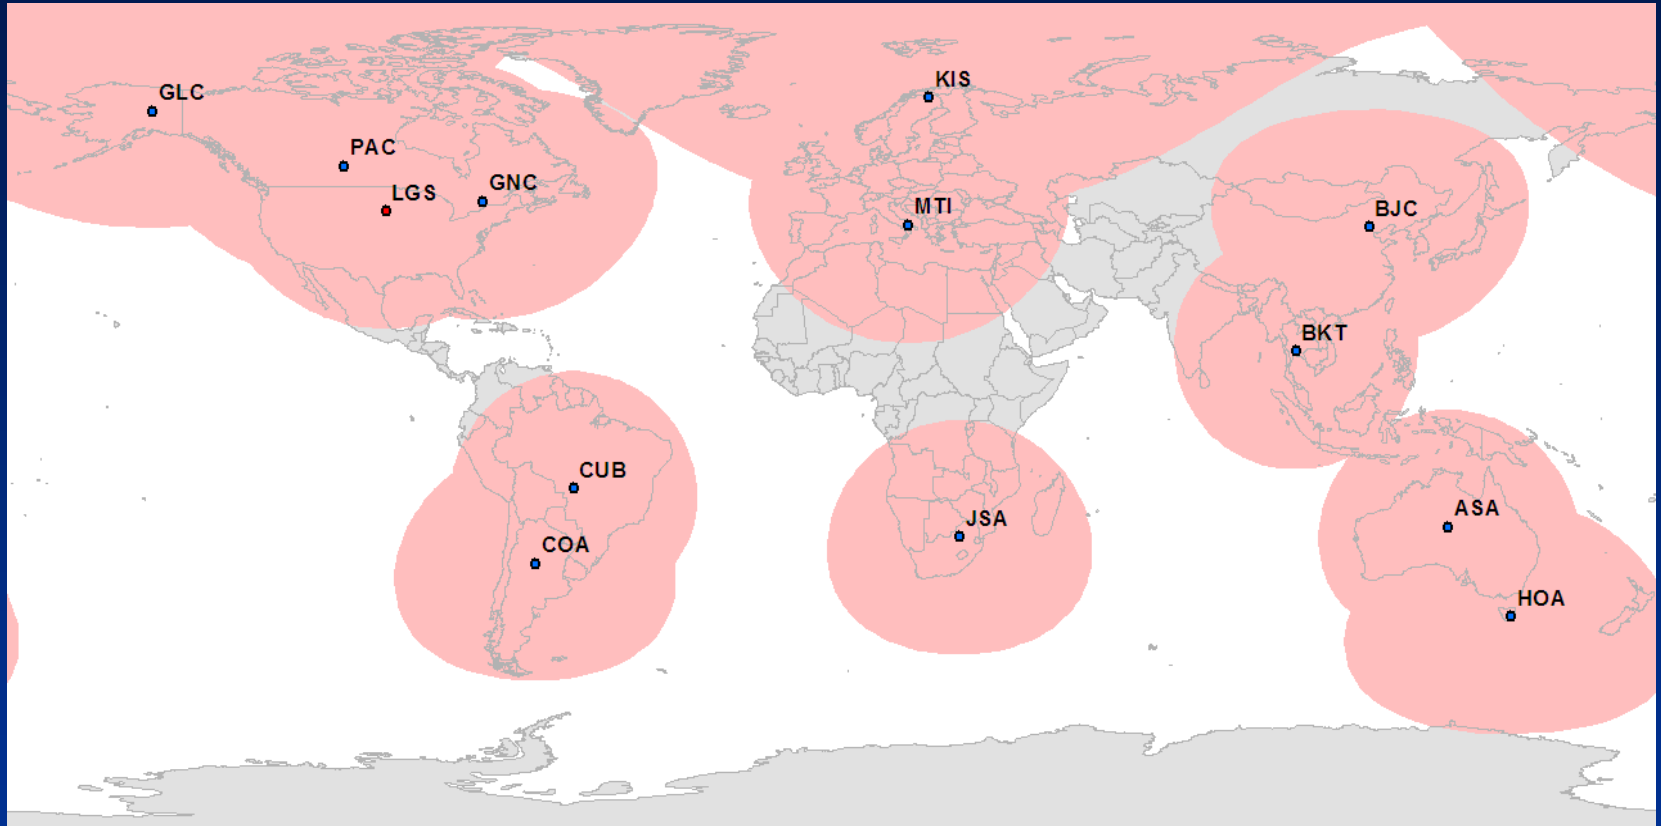 KIS
GLC
PAC
GNC
LGS
MTI
BJC
BKT
CUB
ASA
JSA
COA
HOA